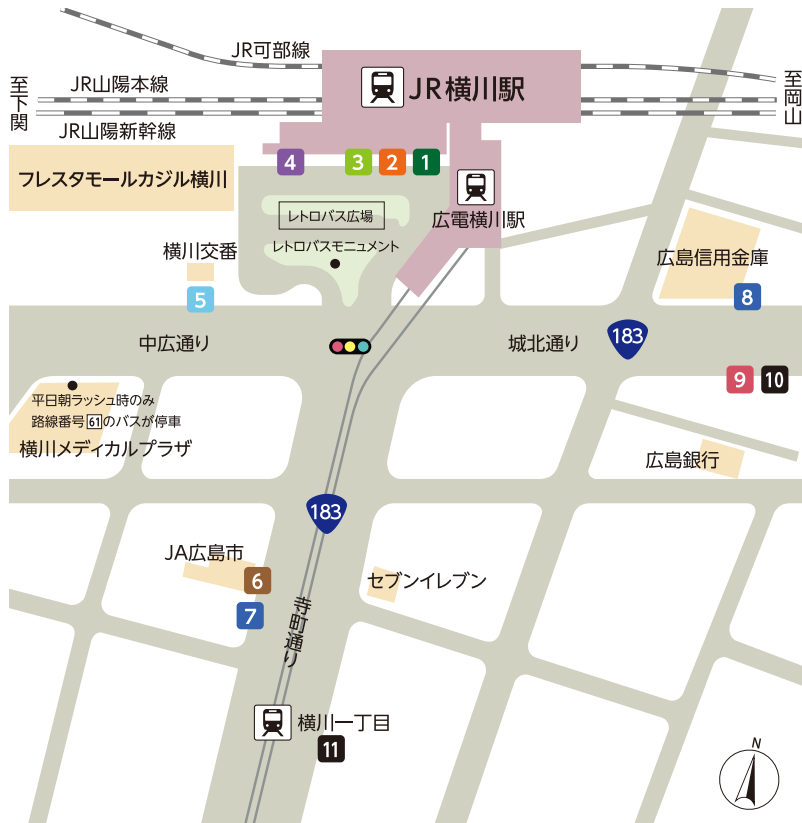 JR可部線
JR山陽本線
JR山陽新幹線
至下関
至岡山
JR横川駅
フレスタモールカジル横川
4
3
2
1
広電横川駅
レトロバス広場
レトロバスモニュメント
横川交番
5
広島信用金庫
8
中広通り
城北通り
183
9
10
平日朝ラッシュ時のみ
路線番号61のバスが停車
横川メディカルプラザ
広島銀行
183
JA広島市
6
7
セブンイレブン
寺町通り
横川一丁目
11
N